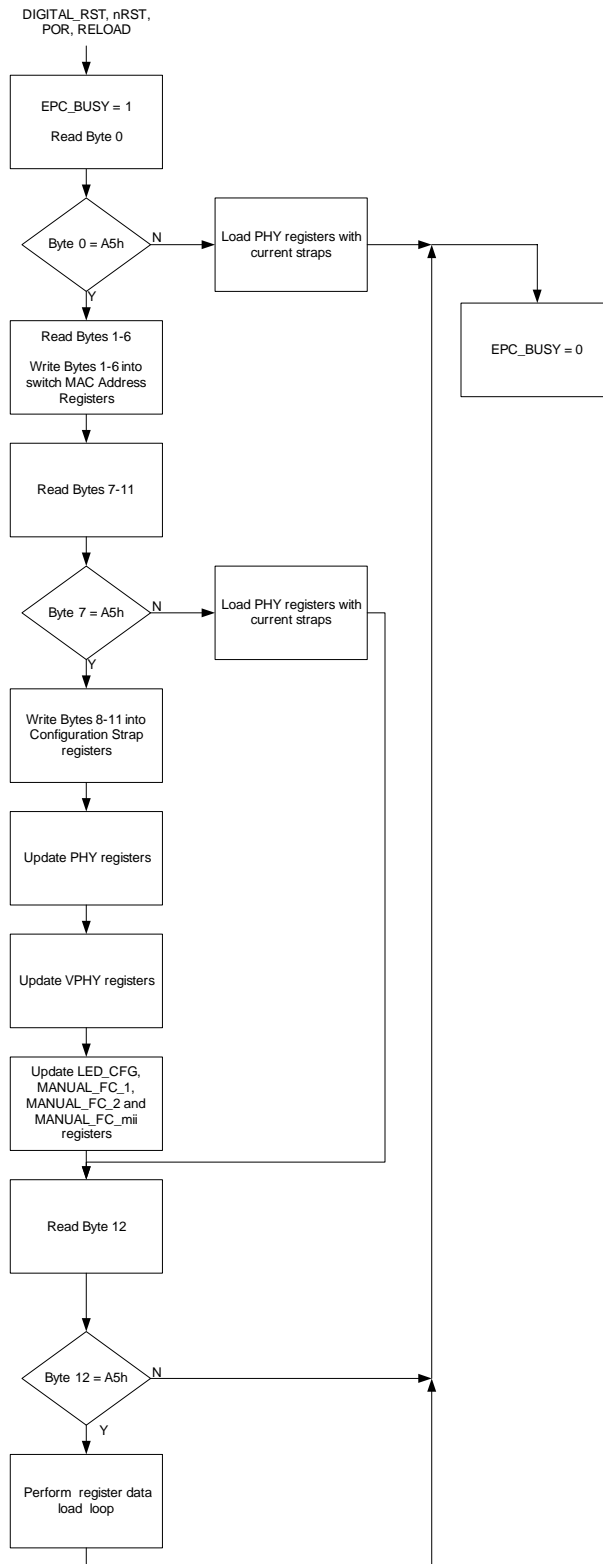 DIGITAL_RST, nRST,
POR, RELOAD
EPC_BUSY = 1
Read Byte 0
Byte 0 = A5h
N
Load PHY registers with
current straps
Y
EPC_BUSY = 0
Read Bytes 1-6
Write Bytes 1-6 into
switch MAC Address
Registers
Read Bytes 7-11
Byte 7 = A5h
N
Load PHY registers with
current straps
Y
Write Bytes 8-11 into
Configuration Strap
registers
Update PHY registers
Update VPHY registers
Update LED_CFG,
MANUAL_FC_1,
MANUAL_FC_2 and
MANUAL_FC_mii
registers
Read Byte 12
Byte 12 = A5h
N
Y
Perform register data
load loop